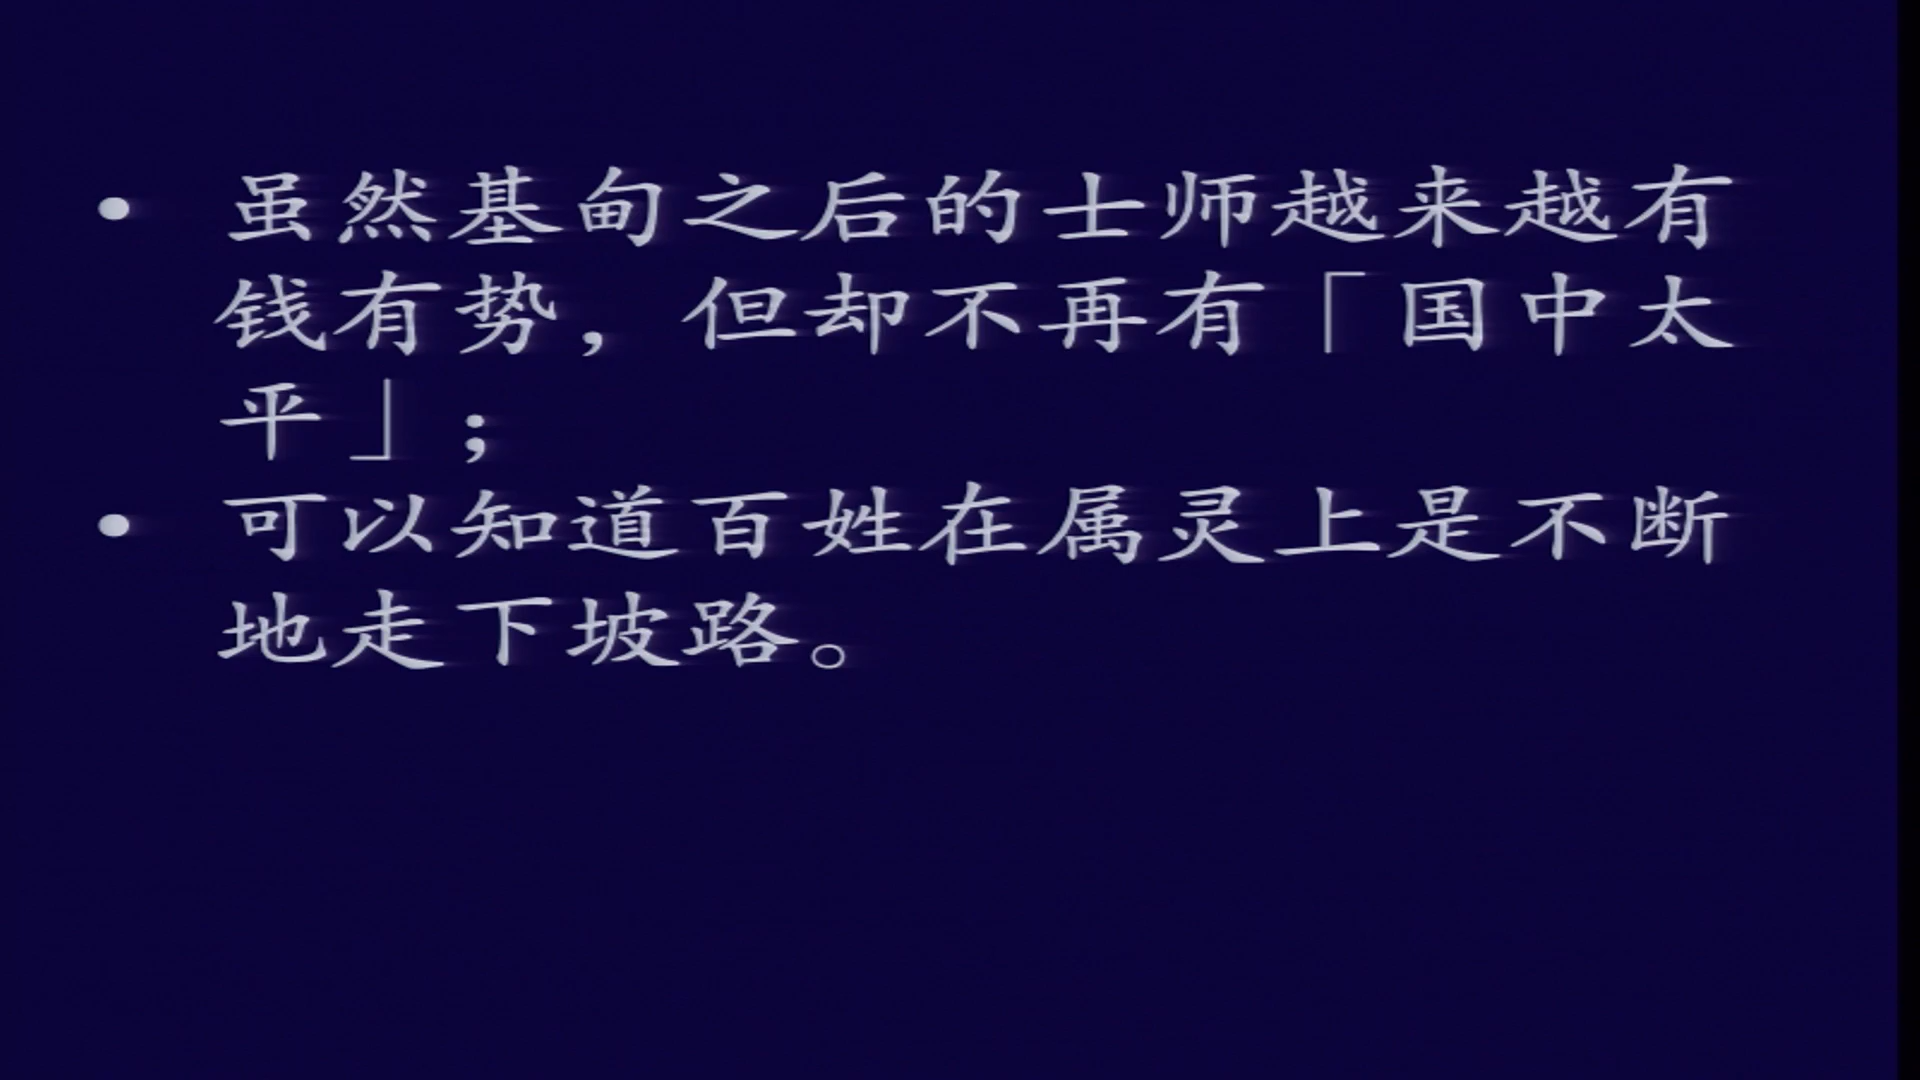 • 虽然基甸之后的士师越来越有
钱有势，但却不再有「国中太
平」；
• 可以知道百姓在属灵上是不断
地走下坡路。